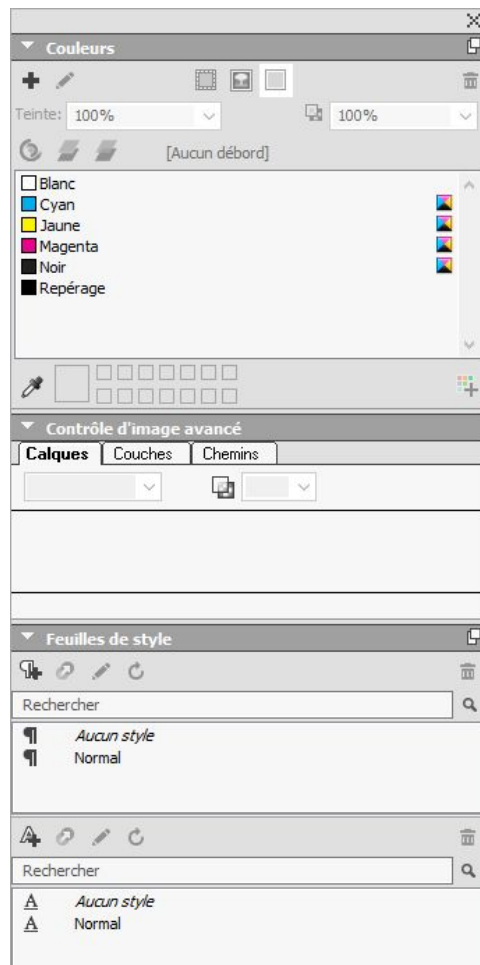 Couleurs
Teinte: 100% 100%
[Aucun débord]
Blanc
Cyan
Jaune
Magenta
Noir
Repérage
Contrôle d'image avancé
Calques Couches Chemins
Feuilles de style
Rechercher
Aucun style
Normal
Rechercher
A Aucun style
A Normal